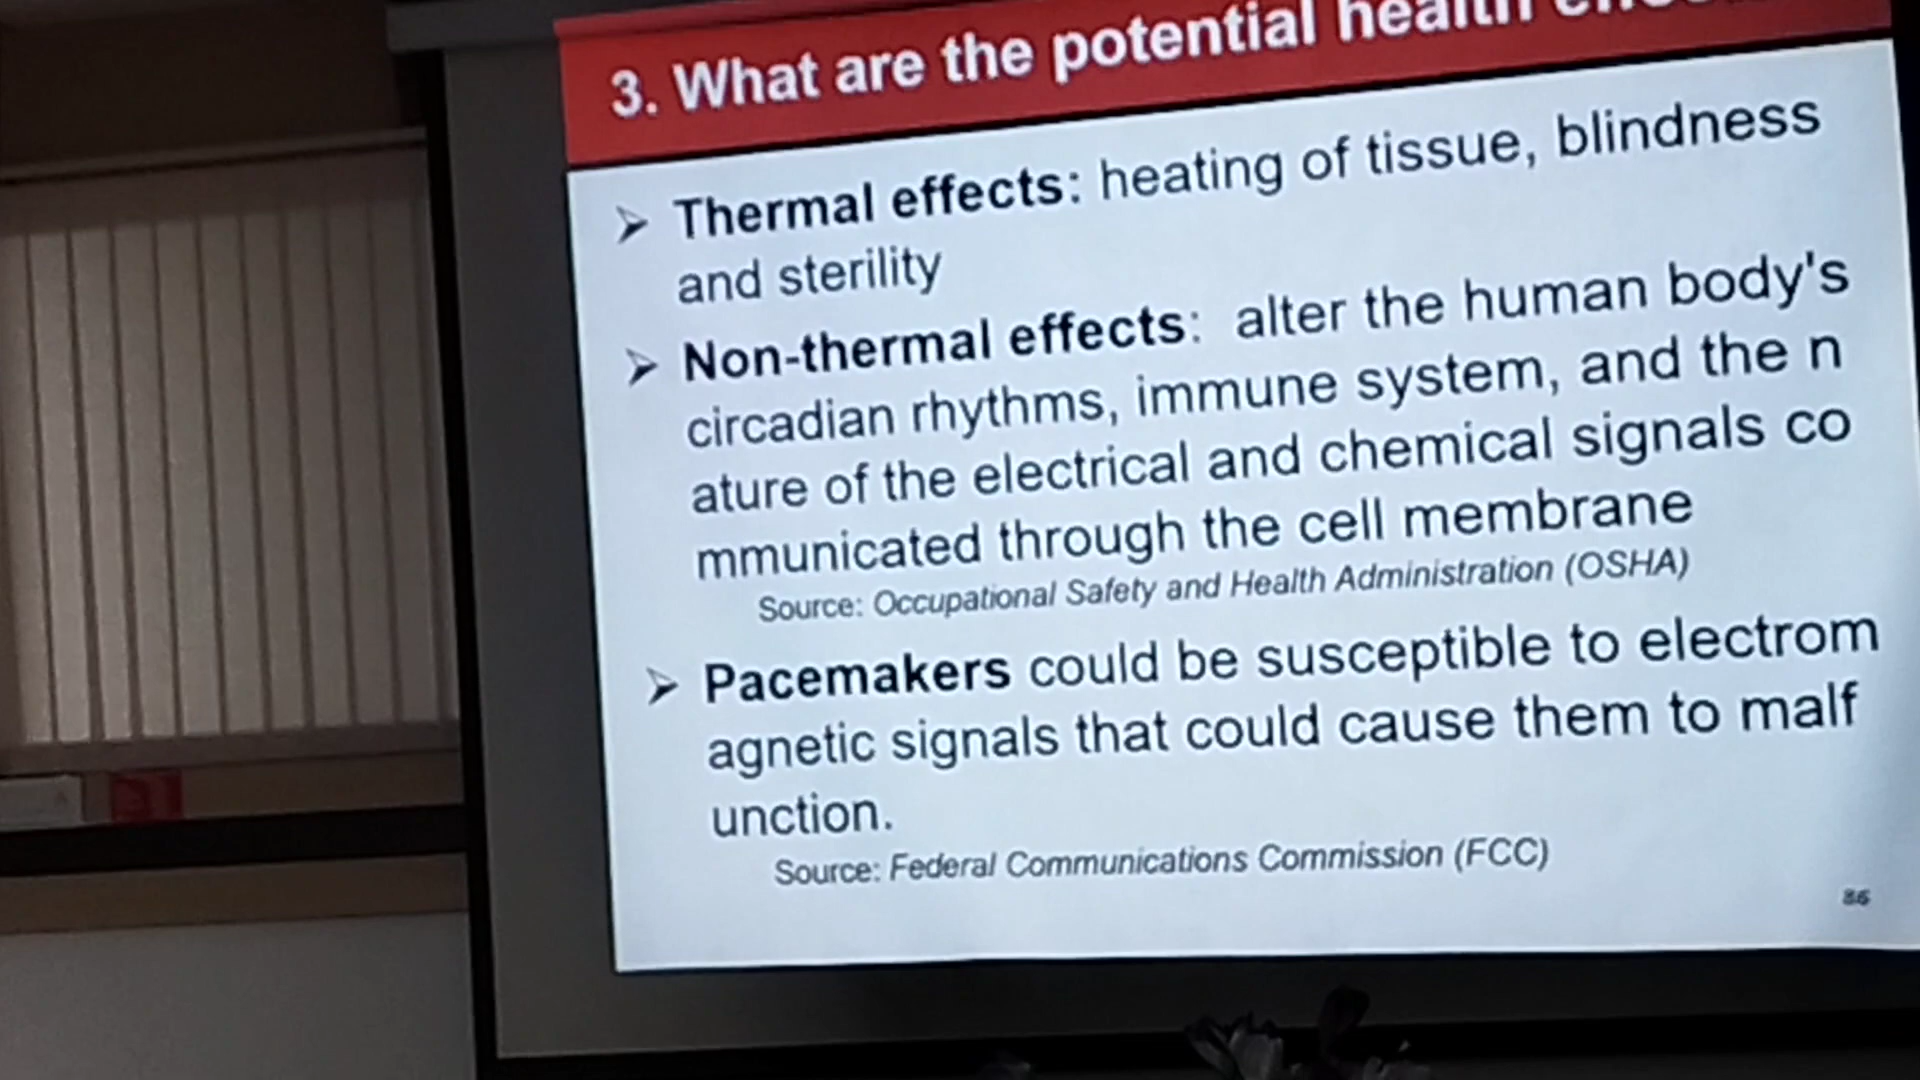 3. What are the potential health
➢ Thermal effects: heating of tissue, blindness
and sterility
➢ Non-thermal effects: alter the human body's
circadian rhythms, immune system, and the n
ature of the electrical and chemical signals co
mmunicated through the cell membrane
Source: Occupational Safety and Health Administration (OSHA)
➢ Pacemakers could be susceptible to electrom
agnetic signals that could cause them to malf
unction.
Source: Federal Communications Commission (FCC)